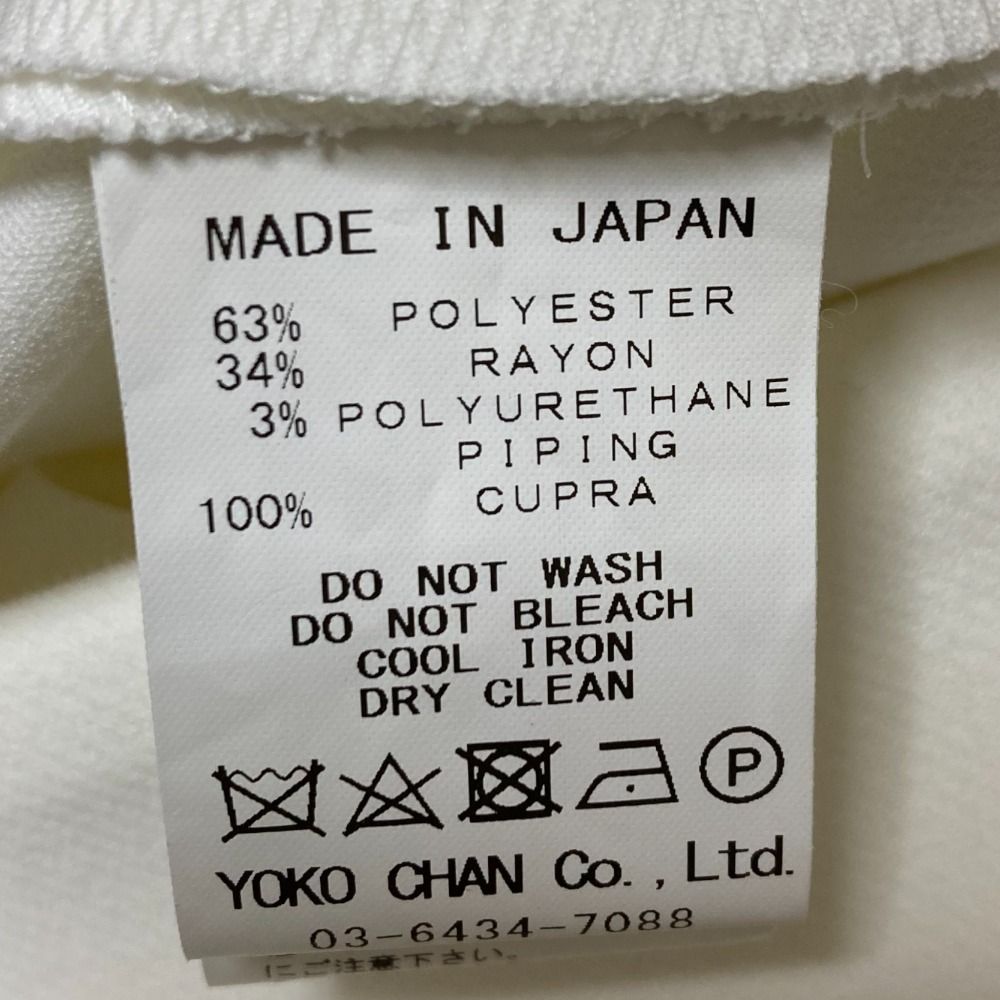 MADE IN JAPAN
63% POLYESTER
34% RAYON
3% POLYURETHANE
PIPING
100% CUPRA
DO NOT WASH
DO NOT BLEACH
COOL IRON
DRY CLEAN
P
YOKO CHAN Co.,Ltd.
03-6434-7088
にご注意下さい。